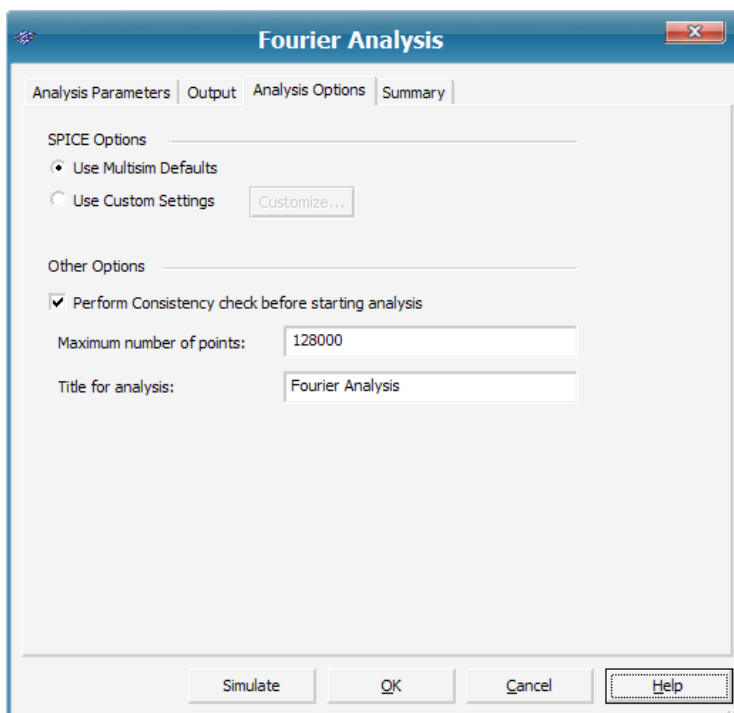 Fourier Analysis
Analysis Parameters Output Analysis Options Summary
SPICE Options
Use Multisim Defaults
Use Custom Settings Customize...
Other Options
Perform Consistency check before starting analysis
Maximum number of points: 128000
Title for analysis: Fourier Analysis
Simulate OK Cancel Help